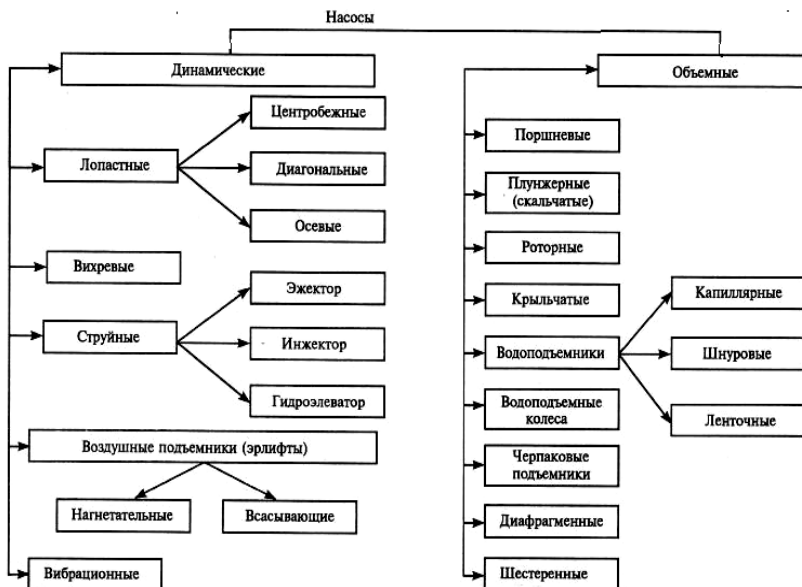 Насосы
Динамические
Центробежные
Лопастные
Диагональные
Осевые
Вихревые
Эжектор
Струйные
Инжектор
Гидроэлеватор
Воздушные подъемники (эрлифты)
Нагнетательные
Всасывающие
Вибрационные
Объемные
Поршневые
Плунжерные
(скальчатые)
Роторные
Крыльчатые
Капиллярные
Водоподъемники
Шнуровые
Ленточные
Водоподъемные
колеса
Черпаковые
подъемники
Диафрагменные
Шестеренные